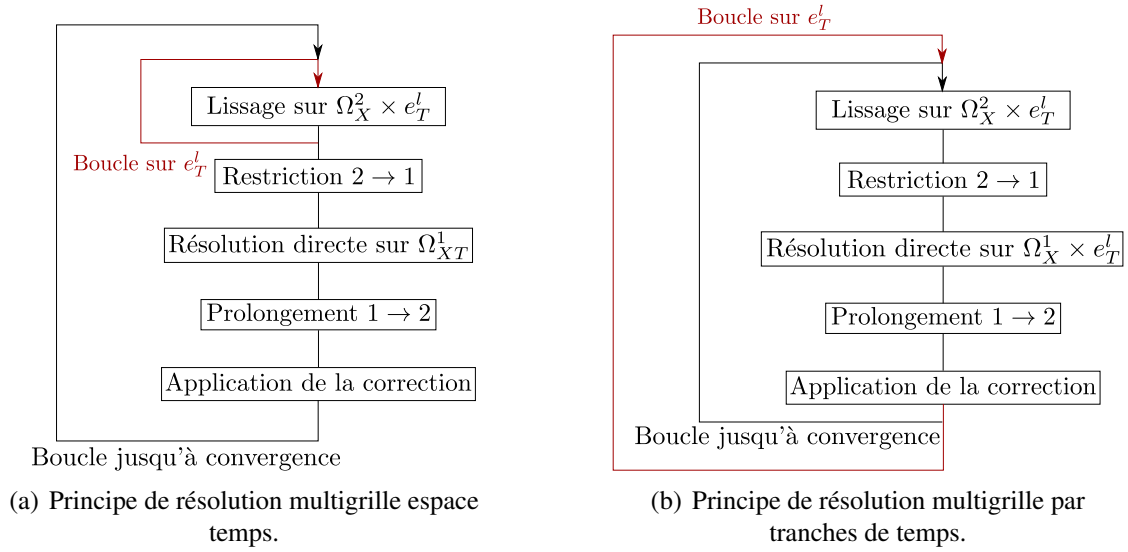 Lissage sur Ω_X^2 × e_T^l
Boucle sur e_T^l
Restriction 2 → 1
Résolution directe sur Ω_{XT}^1
Prolongement 1 → 2
Application de la correction
Boucle jusqu'à convergence
(a) Principe de résolution multigrille espace
temps.
Boucle sur e_T^l
Lissage sur Ω_X^2 × e_T^l
Restriction 2 → 1
Résolution directe sur Ω_X^1 × e_T^l
Prolongement 1 → 2
Application de la correction
Boucle jusqu'à convergence
(b) Principe de résolution multigrille par
tranches de temps.